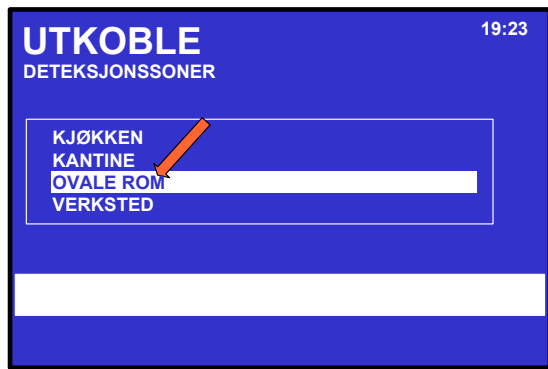 UTKOBLE
19:23
DETEKSJONSSONER
KJØKKEN
KANTINE
OVALE ROM
VERKSTED